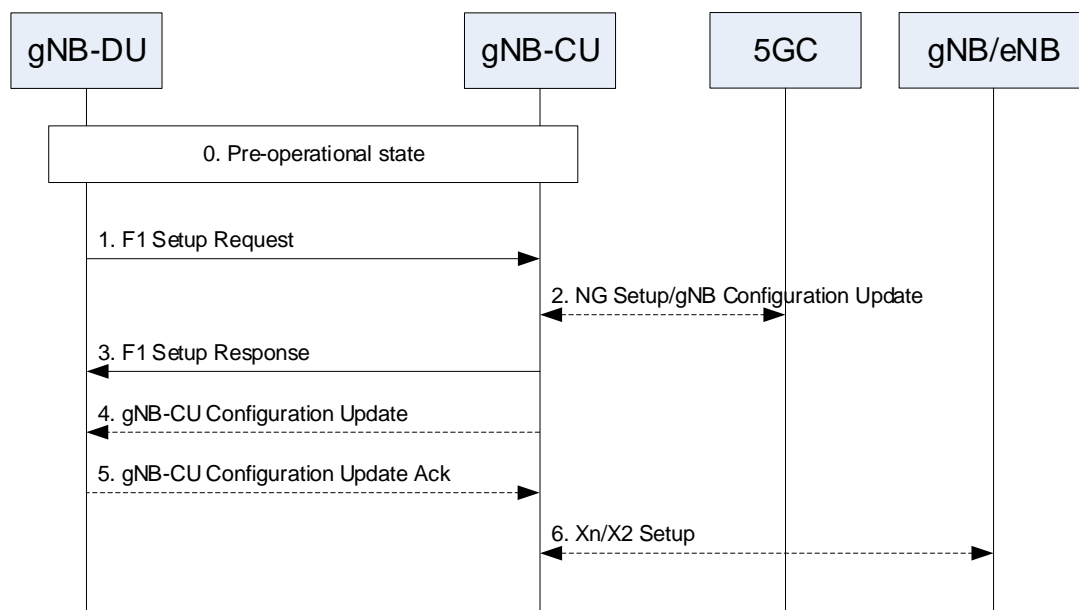 gNB-DU
gNB-CU
5GC
gNB/eNB
0. Pre-operational state
1. F1 Setup Request
2. NG Setup/gNB Configuration Update
3. F1 Setup Response
4. gNB-CU Configuration Update
5. gNB-CU Configuration Update Ack
6. Xn/X2 Setup